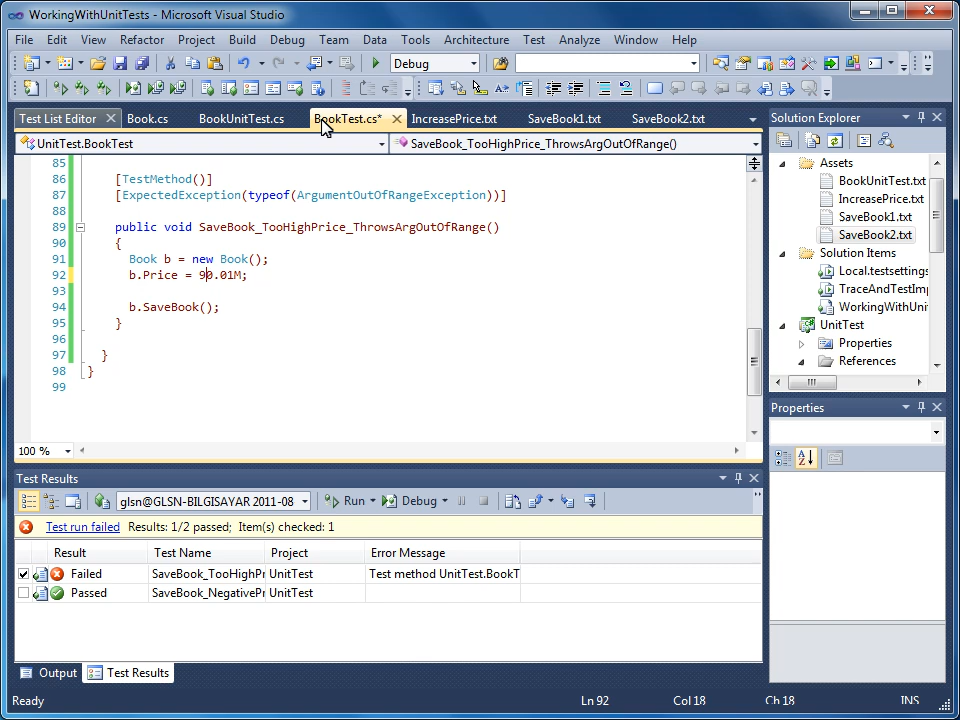 WorkingWithUnitTests - Microsoft Visual Studio
File Edit View Refactor Project Build Debug Team Data Tools Architecture Test Analyze Window Help
Debug
Test List Editor Book.cs BookUnitTest.cs BookTest.cs* IncreasePrice.txt SaveBook1.txt SaveBook2.txt
UnitTest.BookTest SaveBook_TooHighPrice_ThrowsArgOutOfRange()
85
86 [TestMethod()]
87 [ExpectedException(typeof(ArgumentOutOfRangeException))]
88
89 public void SaveBook_TooHighPrice_ThrowsArgOutOfRange()
90 {
91 Book b = new Book();
92 b.Price = 90.01M;
93
94 b.SaveBook();
95 }
96
97 }
98 }
99
100 %
Solution Explorer
Assets
BookUnitTest.txt
IncreasePrice.txt
SaveBook1.txt
SaveBook2.txt
Solution Items
Local.testsettings
TraceAndTestImp
WorkingWithUni
UnitTest
Properties
References
Properties
Test Results
glsn@GLSN-BILGISAYAR 2011-08 Run Debug
Test run failed Results: 1/2 passed; Item(s) checked: 1
Result Test Name Project Error Message
Failed SaveBook_TooHighPr UnitTest Test method UnitTest.BookT
Passed SaveBook_NegativePr UnitTest
Output Test Results
Ready Ln 92 Col 18 Ch 18 INS